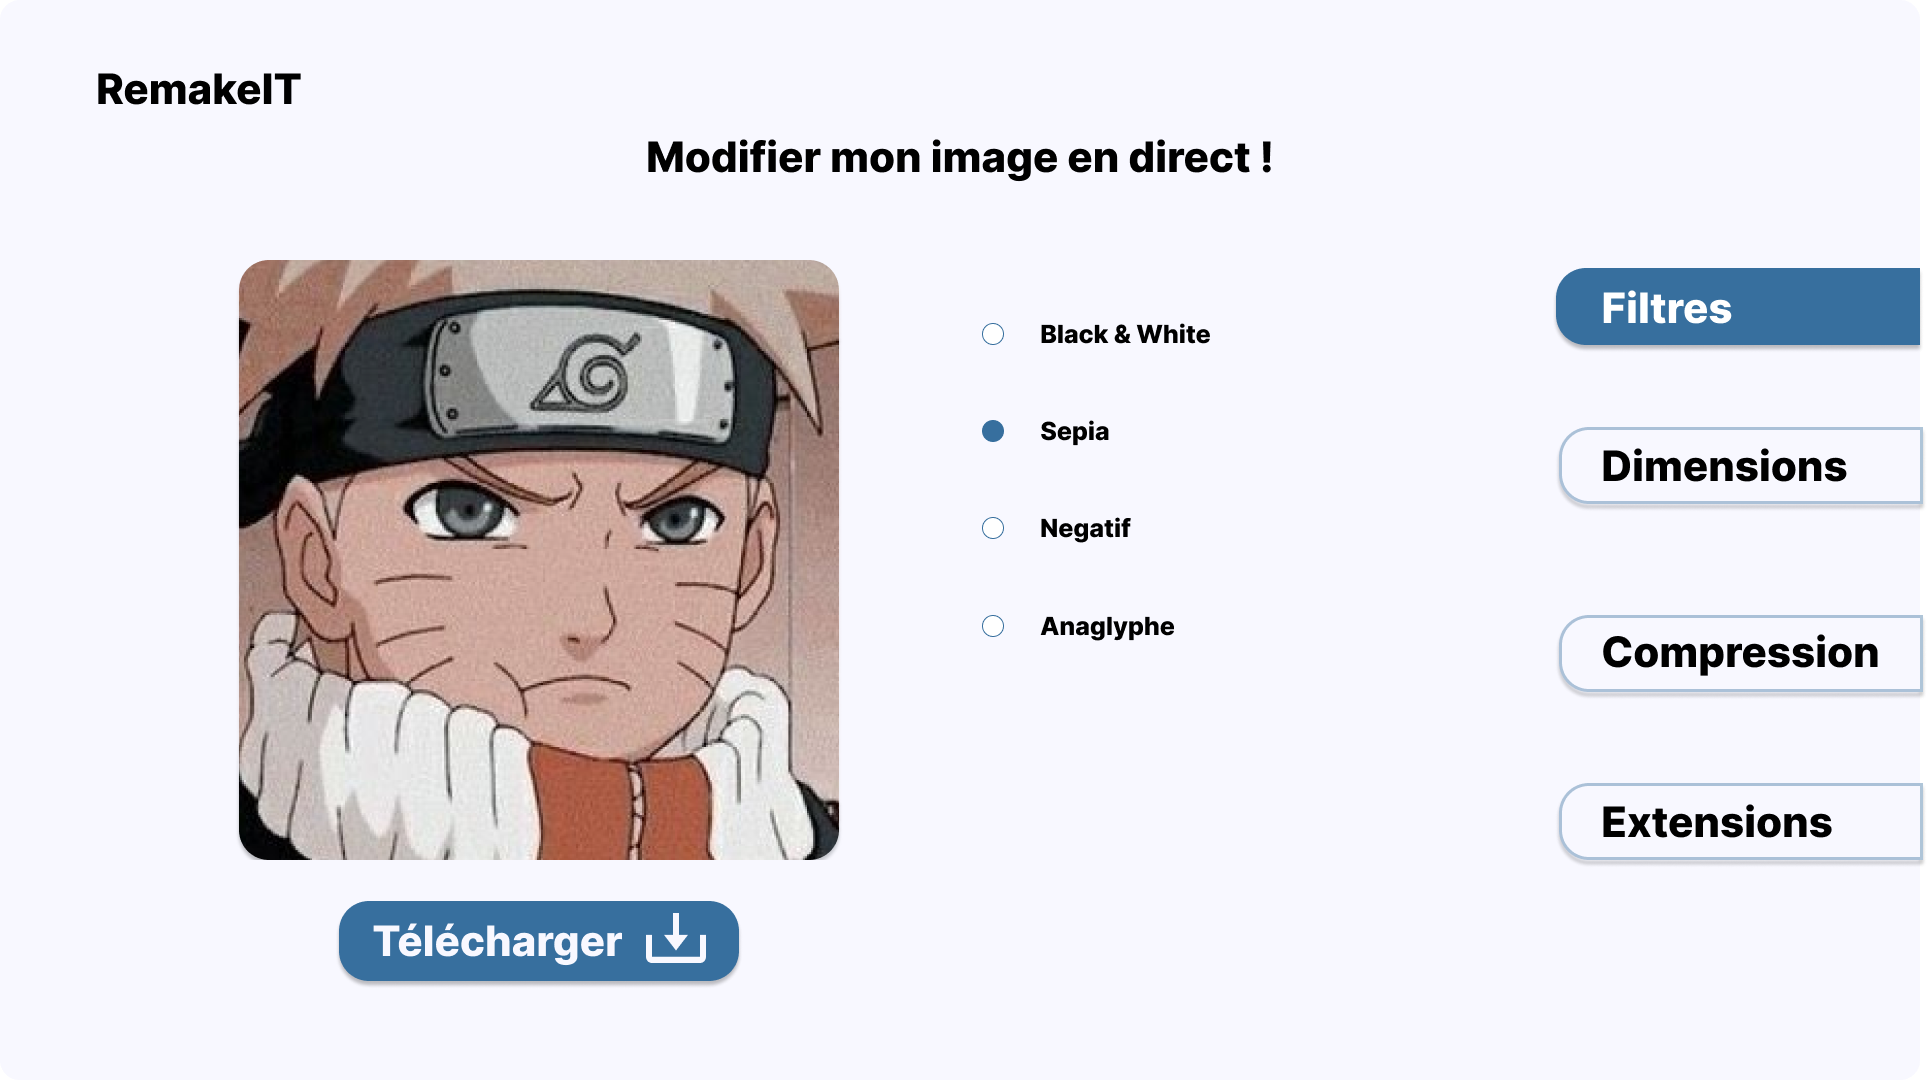 RemakeIT
Modifier mon image en direct !
Black & White
Sepia
Negatif
Anaglyphe
Filtres
Dimensions
Compression
Extensions
Télécharger